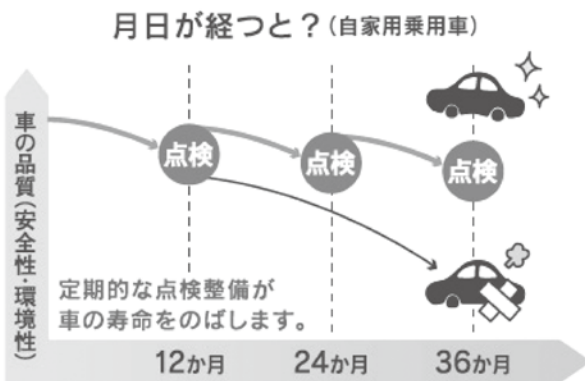 月日が経つと？(自家用乗用車)
車の品質(安全性・環境性)
点検
点検
点検
定期的な点検整備が
車の寿命をのばします。
12か月
24か月
36か月